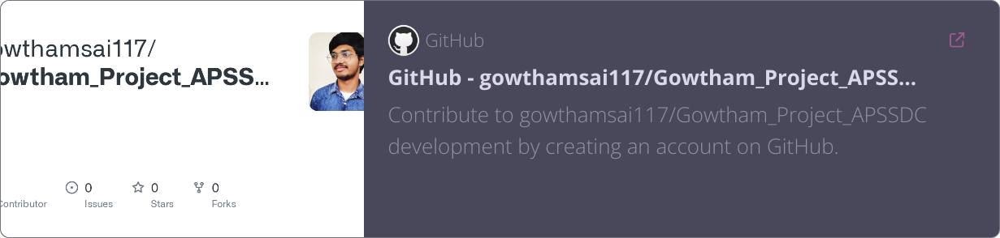 owthamsai117/
owtham_Project_APSS...
Contributor
0
Issues
0
Stars
0
Forks
GitHub
GitHub - gowthamsai117/Gowtham_Project_APSS...
Contribute to gowthamsai117/Gowtham_Project_APSSDC
development by creating an account on GitHub.